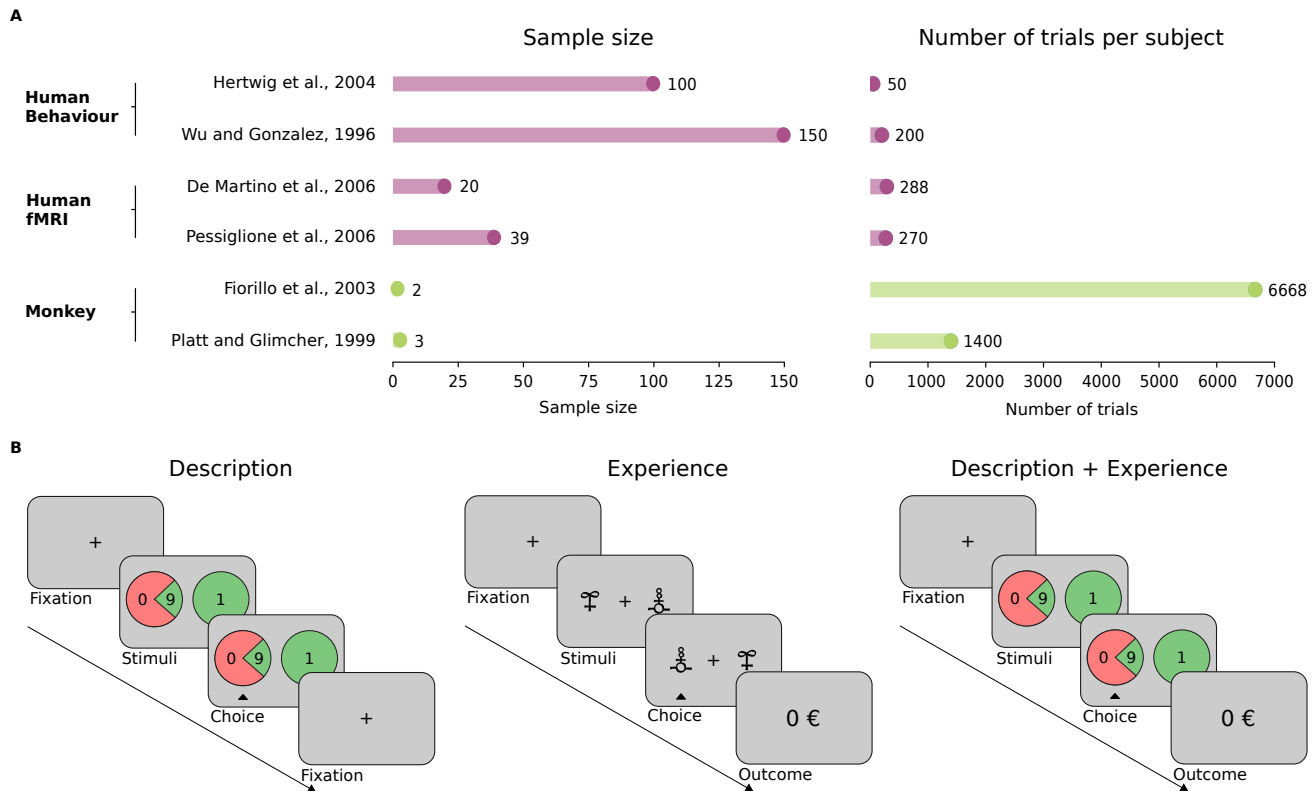 A
Sample size
Number of trials per subject
Human
Behaviour
Hertwig et al., 2004
100
50
Wu and Gonzalez, 1996
150
200
Human
fMRI
De Martino et al., 2006
20
288
Pessiglione et al., 2006
39
270
Monkey
Fiorillo et al., 2003
2
6668
Platt and Glimcher, 1999
3
1400
0 25 50 75 100 125 150
Sample size
0 1000 2000 3000 4000 5000 6000 7000
Number of trials
B
Description
+
Fixation
0 9 1
Stimuli
0 9 1
Choice
+
Fixation
Experience
+
Fixation
+
Stimuli
+
Choice
0 €
Outcome
Description + Experience
+
Fixation
0 9 1
Stimuli
0 9 1
Choice
0 €
Outcome